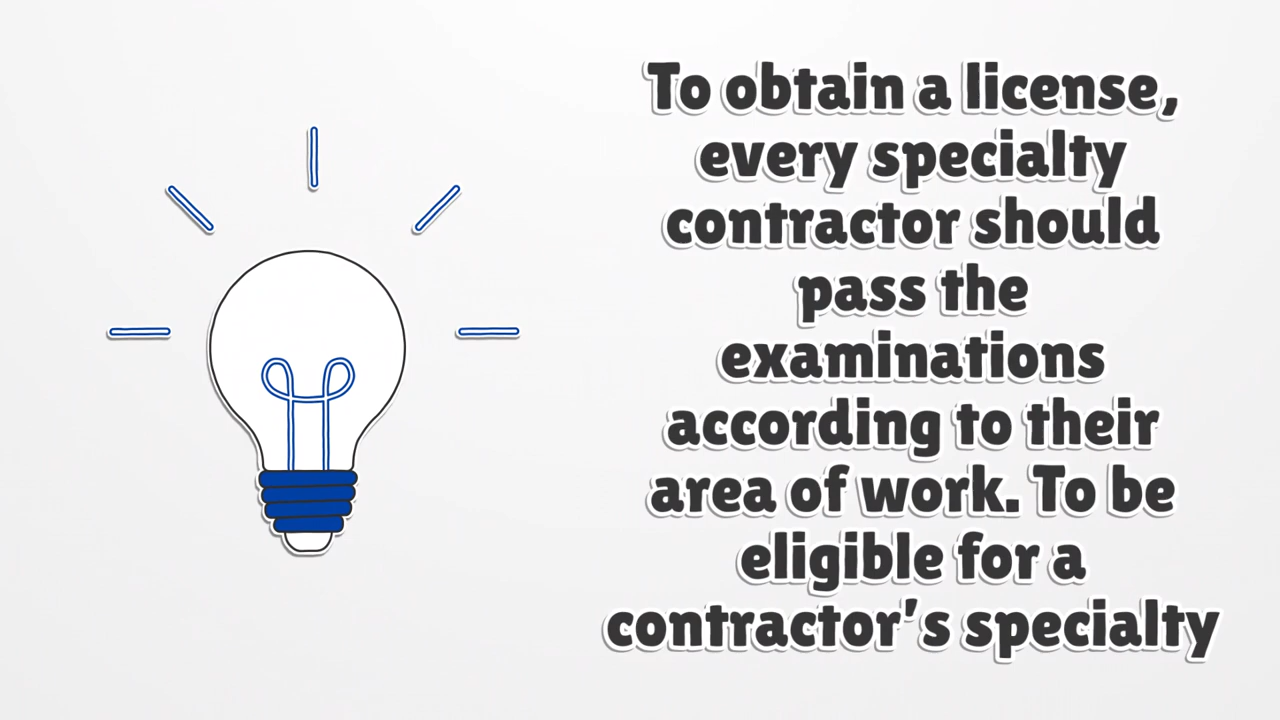 To obtain a license,
every specialty
contractor should
pass the
examinations
according to their
area of work. To be
eligible for a
contractor's specialty